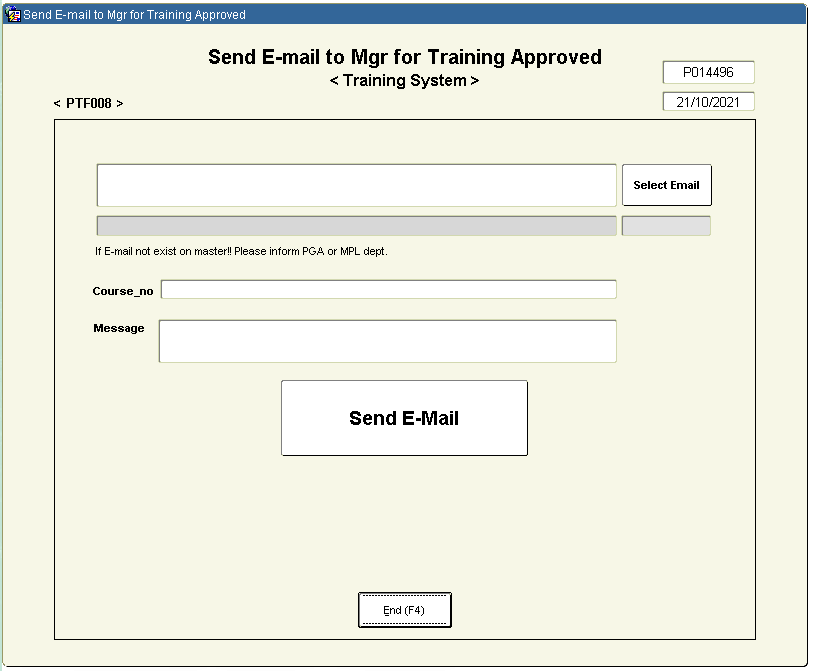 Send E-mail to Mgr for Training Approved
Send E-mail to Mgr for Training Approved
< Training System >
P014496
< PTF008 >
21/10/2021
Select Email
If E-mail not exist on master!! Please inform PGA or MPL dept.
Course_no
Message
Send E-Mail
End (F4)